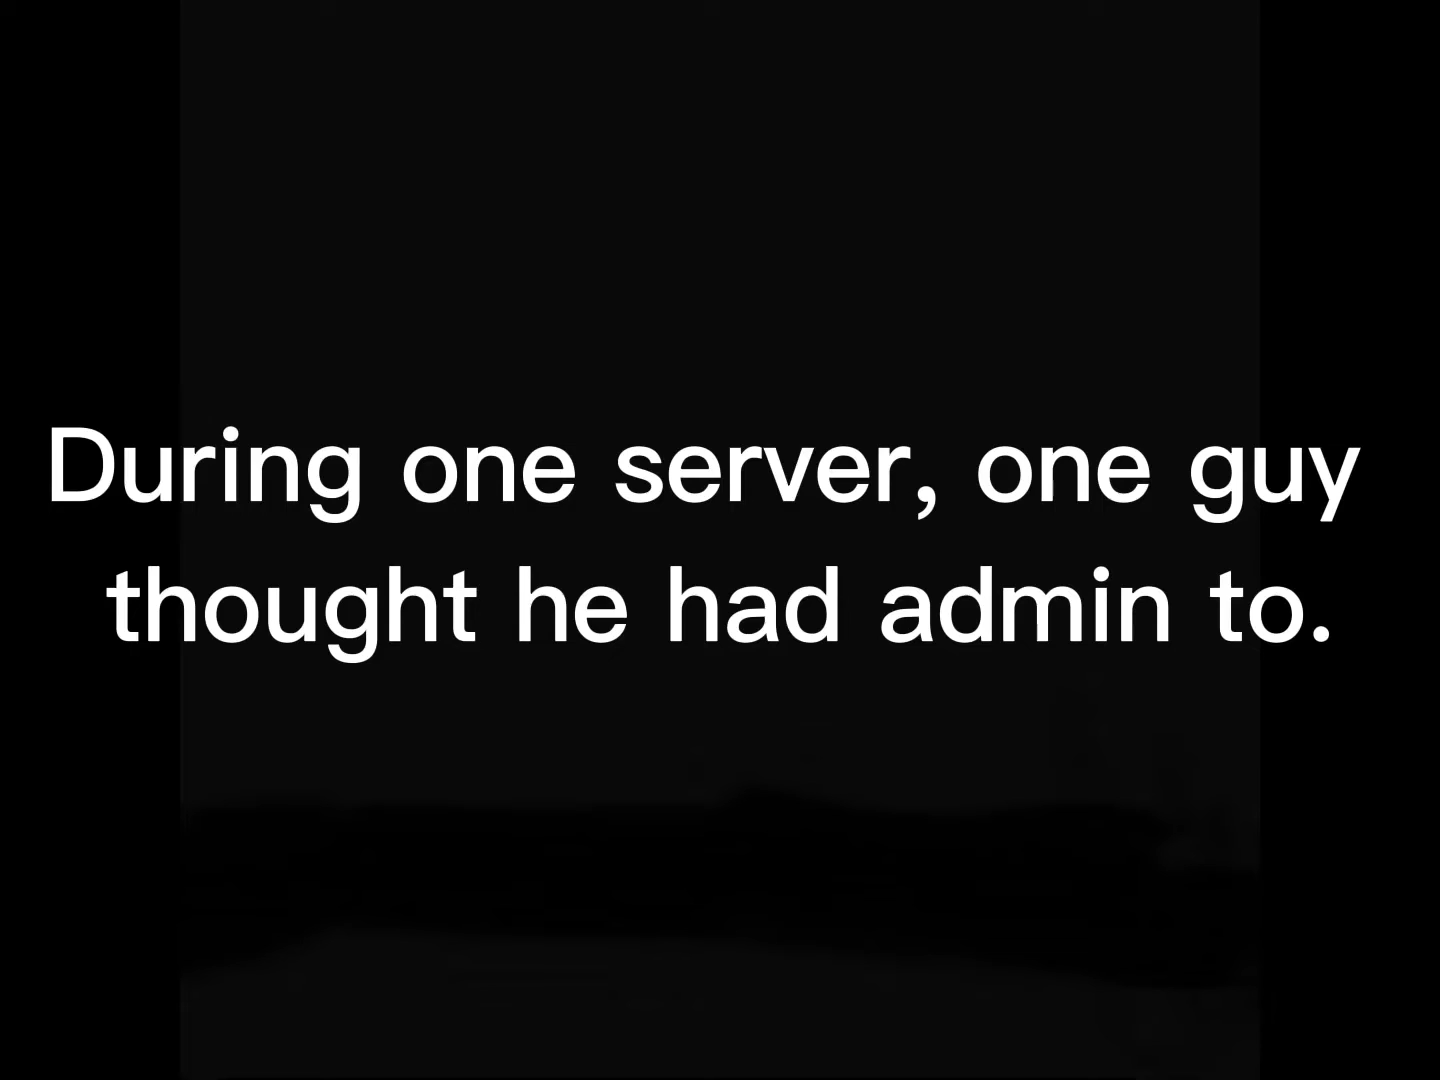 During one server, one guy
thought he had admin to.